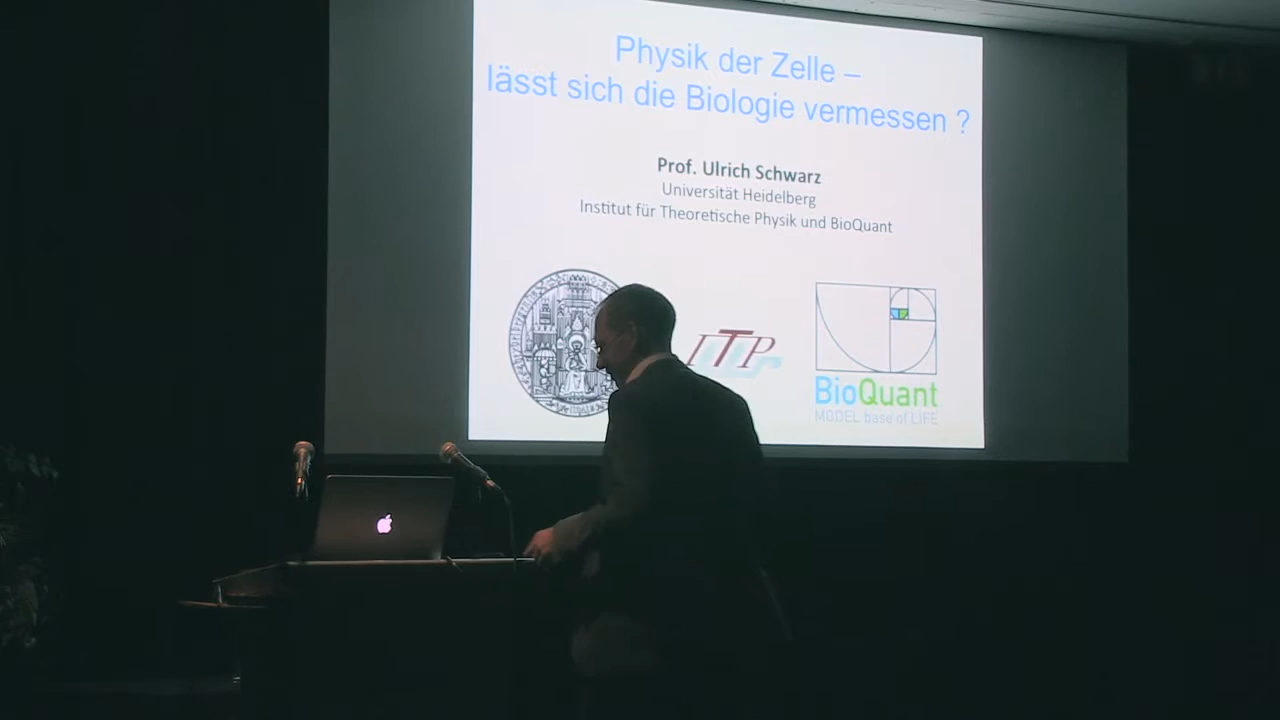 Physik der Zelle –
lässt sich die Biologie vermessen ?
Prof. Ulrich Schwarz
Universität Heidelberg
Institut für Theoretische Physik und BioQuant
ITP
BioQuant
MODEL base of LIFE